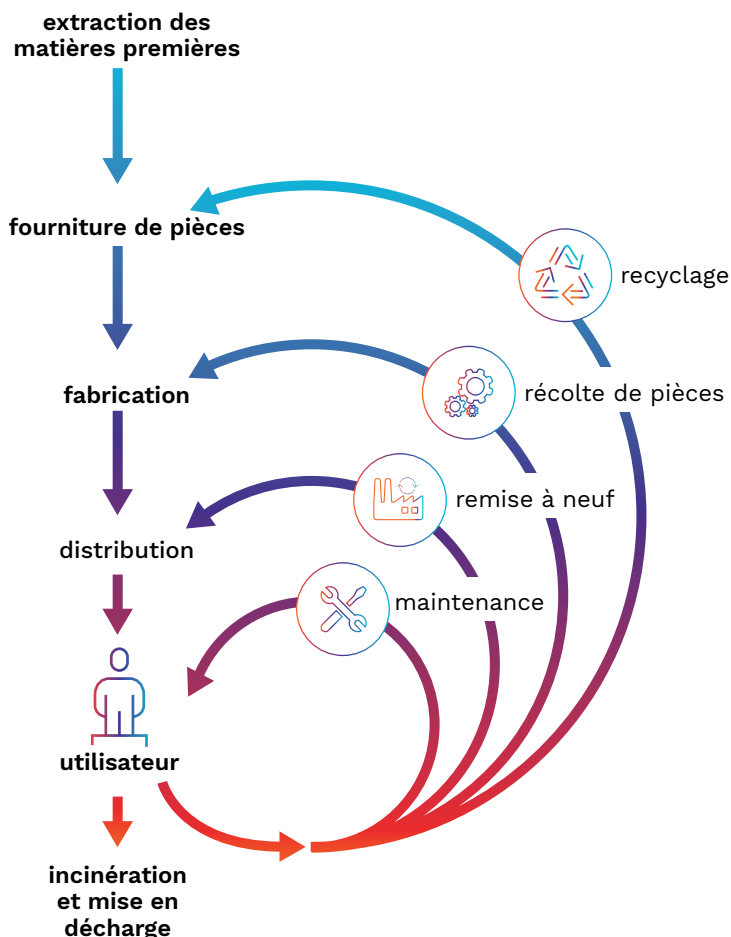 extraction des
matières premières
fourniture de pièces
recyclage
fabrication
récolte de pièces
remise à neuf
distribution
maintenance
utilisateur
incinération
et mise en
décharge